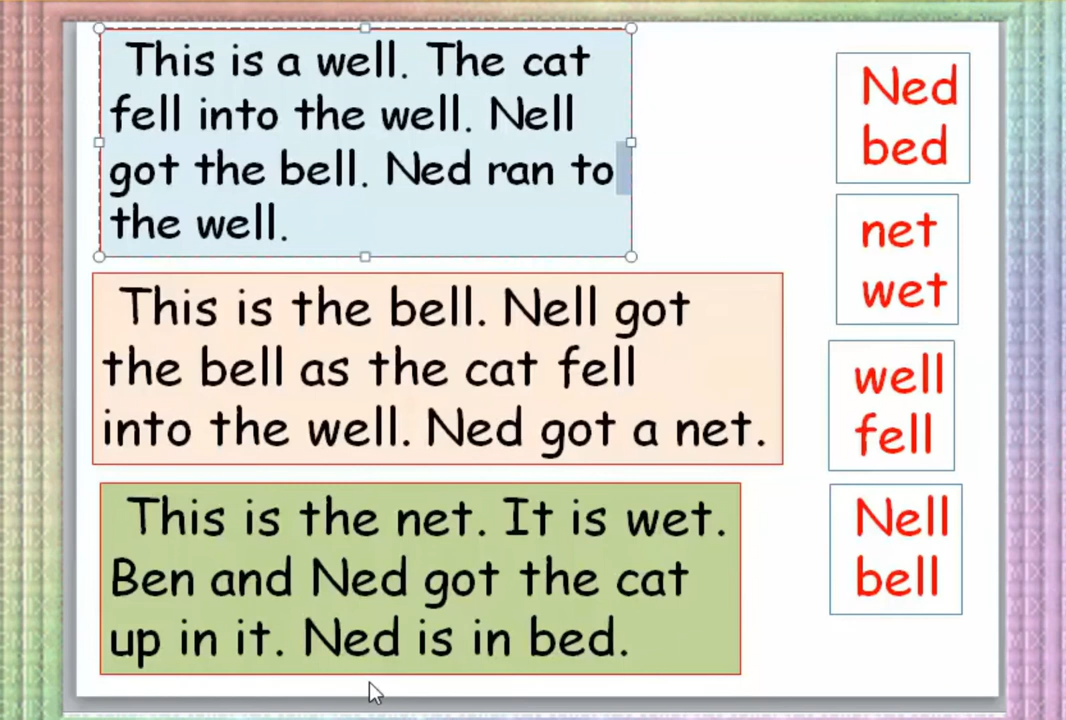 This is a well. The cat
fell into the well. Nell
got the bell. Ned ran to
the well.
This is the bell. Nell got
the bell as the cat fell
into the well. Ned got a net.
This is the net. It is wet.
Ben and Ned got the cat
up in it. Ned is in bed.
Ned
bed
net
wet
well
fell
Nell
bell